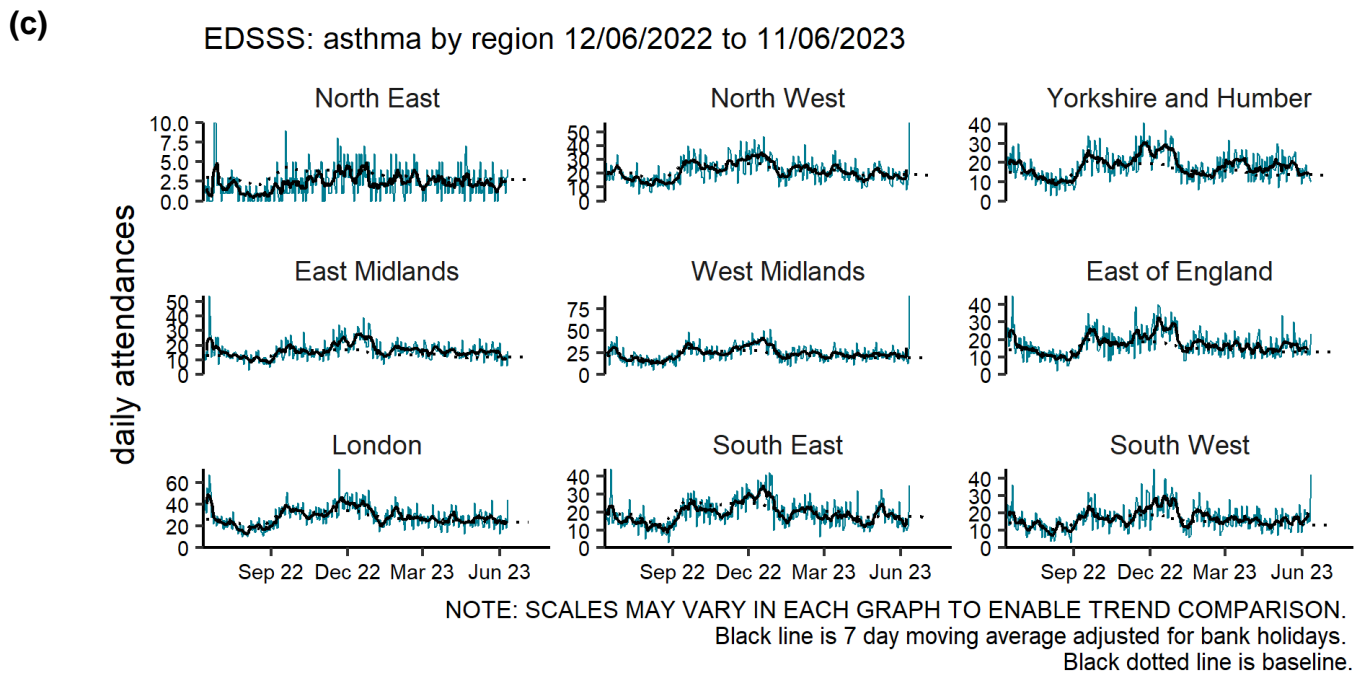 (c)
EDSSS: asthma by region 12/06/2022 to 11/06/2023
daily attendances
North East
10.0
7.5
5.0
2.5
0.0
North West
50
40
30
20
10
0
Yorkshire and Humber
40
30
20
10
0
East Midlands
50
40
30
20
10
0
West Midlands
75
50
25
0
East of England
40
30
20
10
0
London
60
40
20
0
Sep 22 Dec 22 Mar 23 Jun 23
South East
40
30
20
10
0
Sep 22 Dec 22 Mar 23 Jun 23
South West
40
30
20
10
0
Sep 22 Dec 22 Mar 23 Jun 23
NOTE: SCALES MAY VARY IN EACH GRAPH TO ENABLE TREND COMPARISON.
Black line is 7 day moving average adjusted for bank holidays.
Black dotted line is baseline.